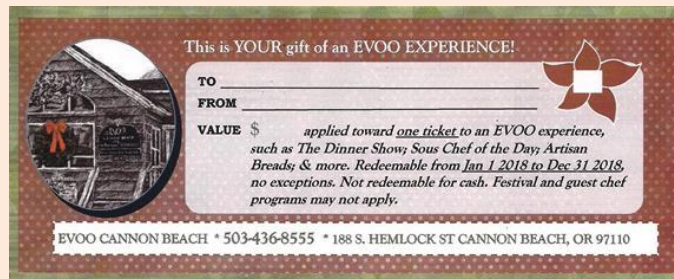 This is YOUR gift of an EVOO EXPERIENCE!
TO
FROM
VALUE $ applied toward one ticket to an EVOO experience,
such as The Dinner Show; Sous Chef of the Day; Artisan
Breads; & more. Redeemable from Jan 1 2018 to Dec 31 2018,
no exceptions. Not redeemable for cash. Festival and guest chef
programs may not apply.
EVOO CANNON BEACH * 503-436-8555 * 188 S. HEMLOCK ST CANNON BEACH, OR 97110